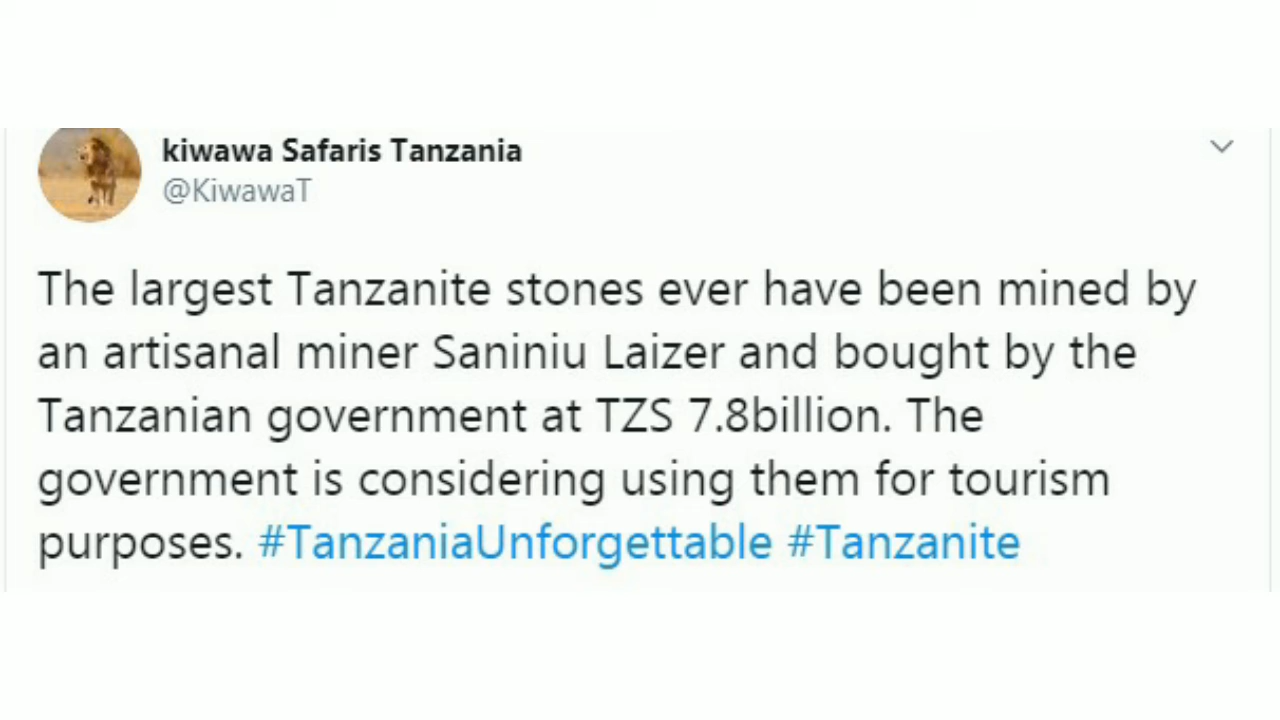 kiwawa Safaris Tanzania
@KiwawaT
The largest Tanzanite stones ever have been mined by
an artisanal miner Saniniu Laizer and bought by the
Tanzanian government at TZS 7.8billion. The
government is considering using them for tourism
purposes. #TanzaniaUnforgettable #Tanzanite